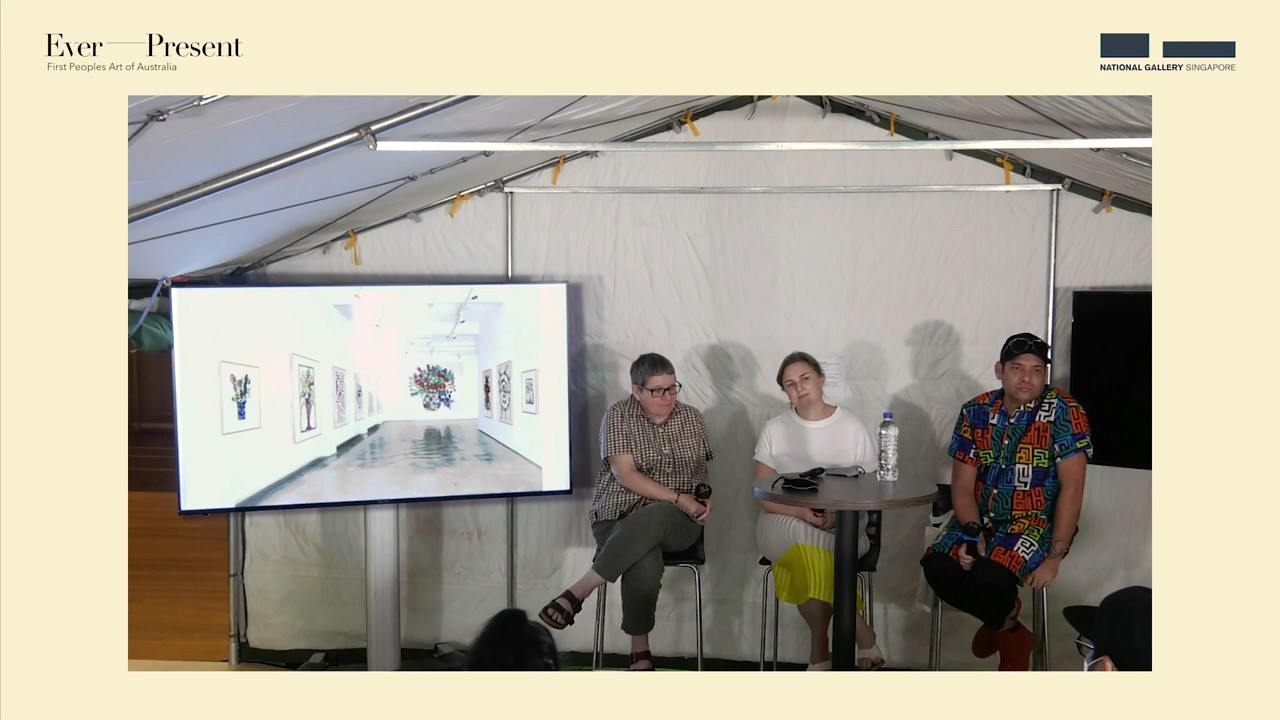 Ever — Present
First Peoples Art of Australia
NATIONAL GALLERY SINGAPORE